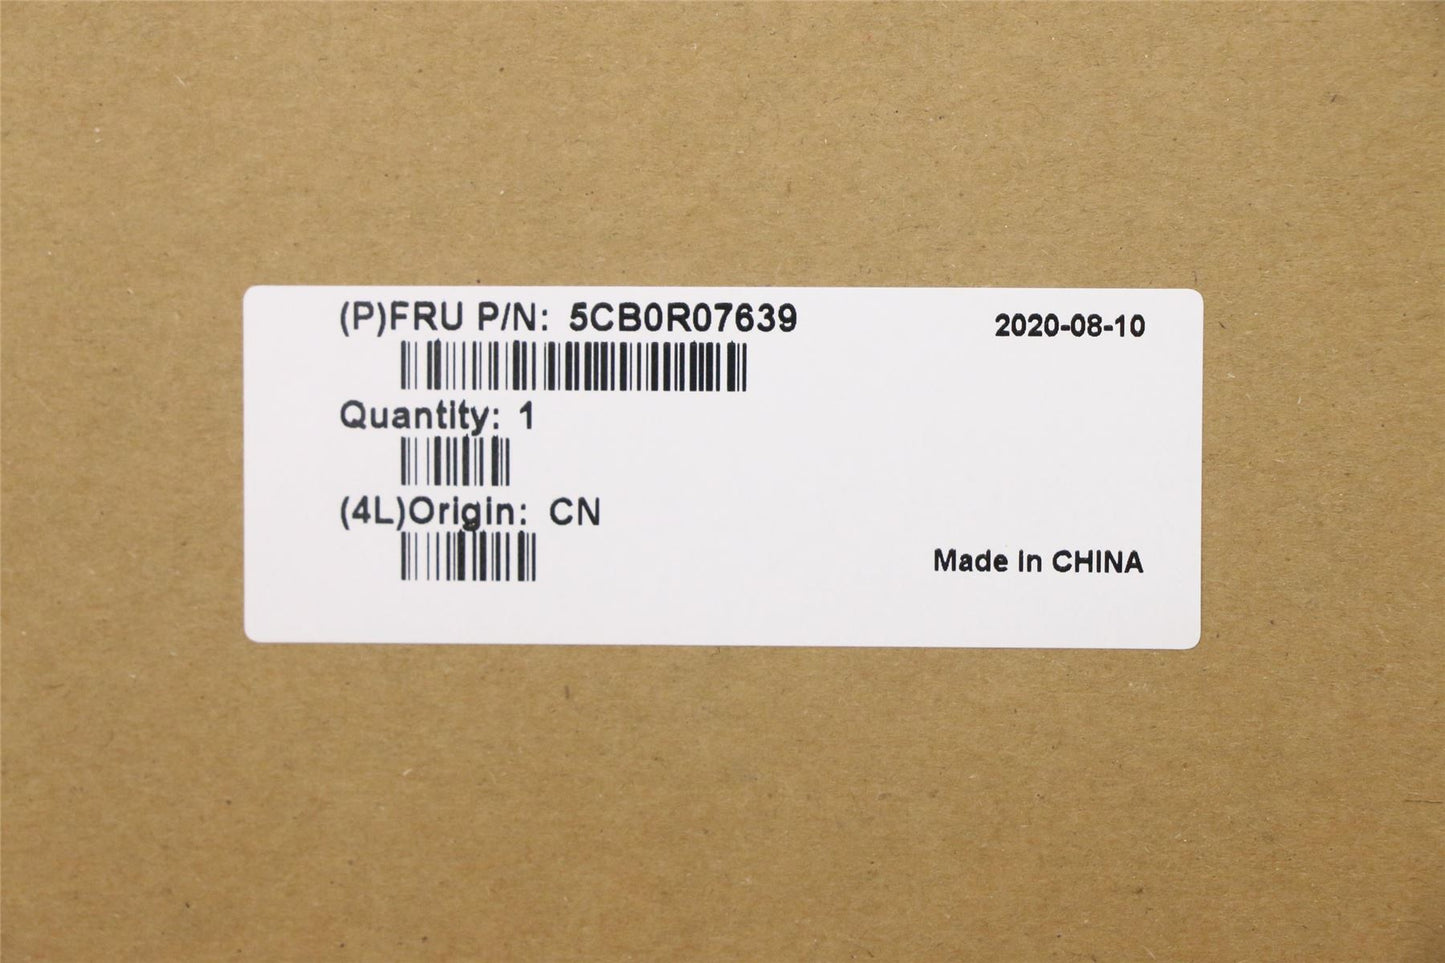 (P)FRU P/N: 5CB0R07639
2020-08-10
Quantity: 1
(4L)Origin: CN
Made in CHINA